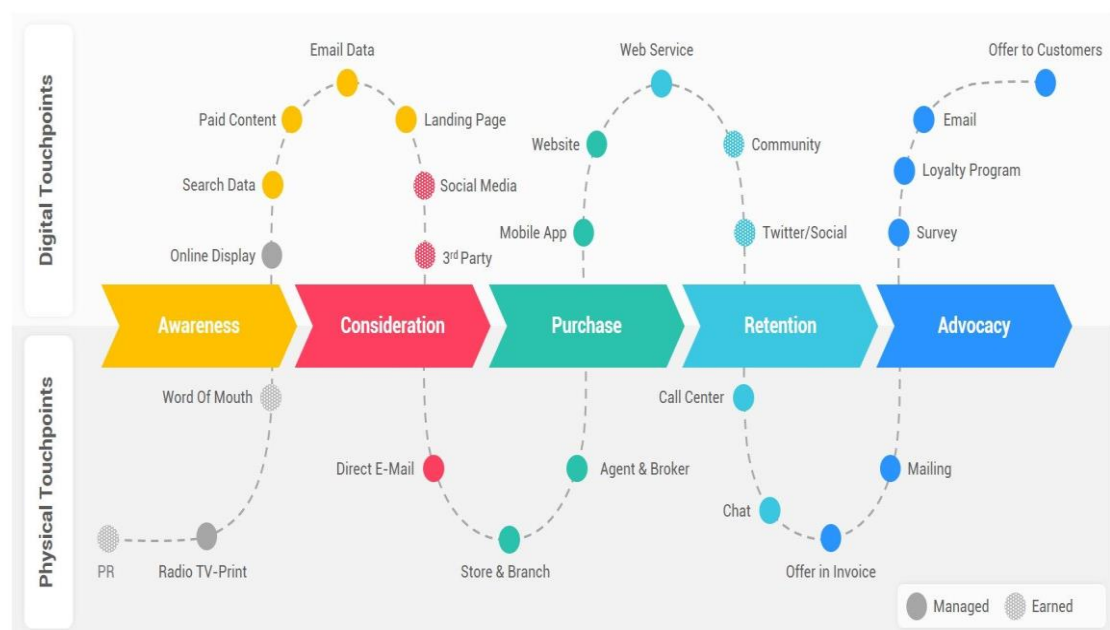 Digital Touchpoints
Email Data
Web Service
Offer to Customers
Paid Content
Landing Page
Website
Community
Email
Search Data
Social Media
Loyalty Program
Online Display
3rd Party
Mobile App
Twitter/Social
Survey
Awareness
Consideration
Purchase
Retention
Advocacy
Physical Touchpoints
Word Of Mouth
Call Center
Direct E-Mail
Agent & Broker
Mailing
Chat
PR
Radio TV-Print
Store & Branch
Offer in Invoice
Managed
Earned